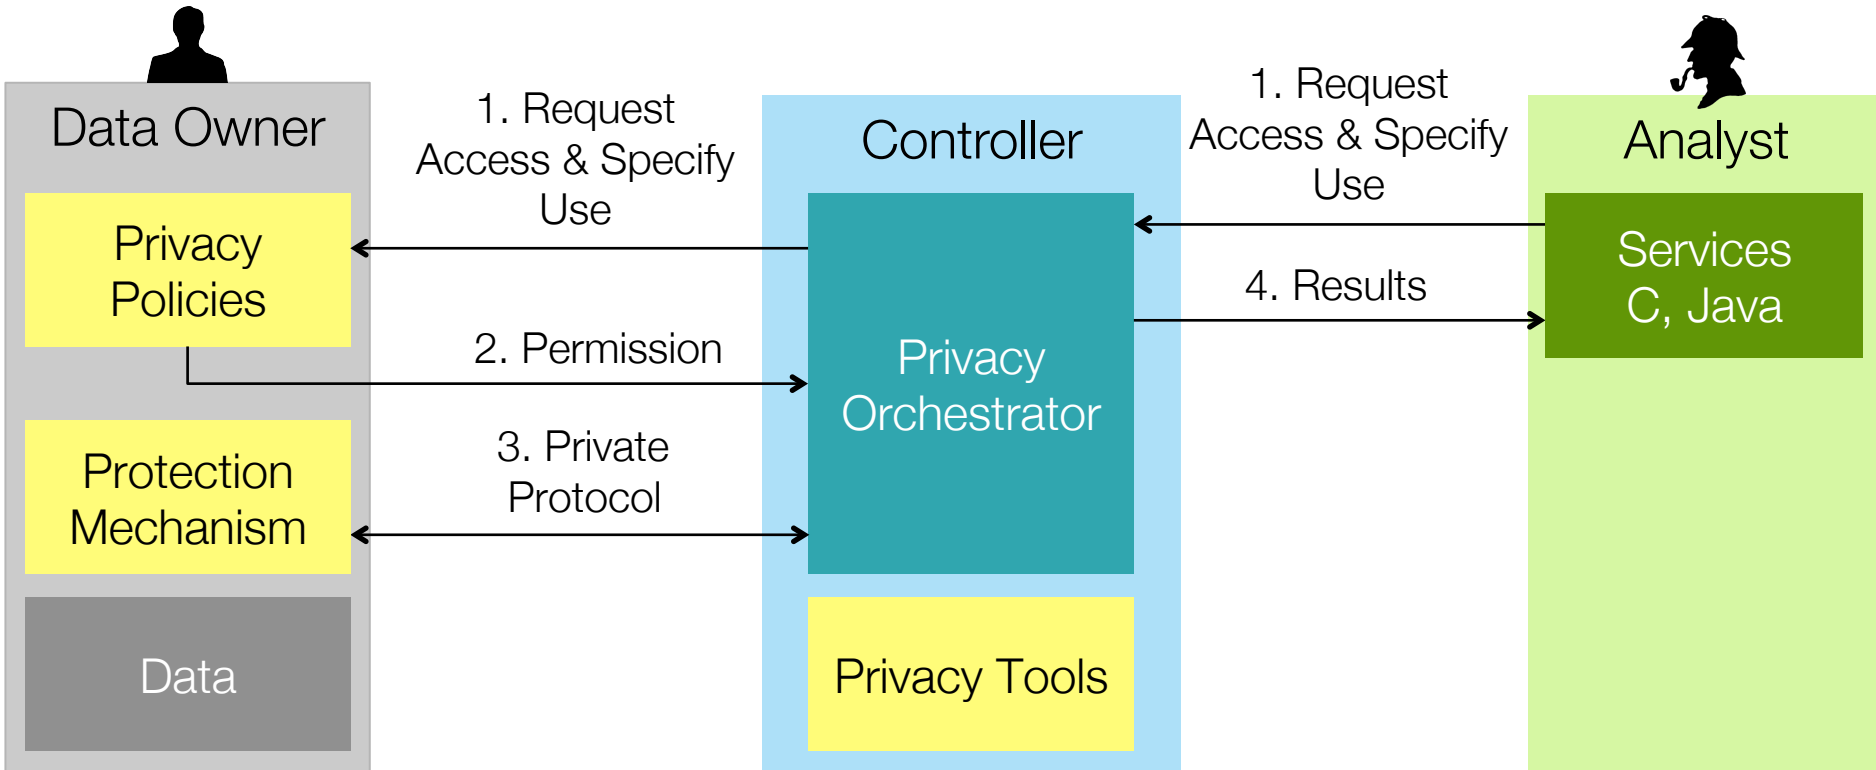 Data Owner
Privacy
Policies
Protection
Mechanism
Data
1. Request
Access & Specify
Use
2. Permission
3. Private
Protocol
Controller
Privacy
Orchestrator
Privacy Tools
1. Request
Access & Specify
Use
4. Results
Analyst
Services
C, Java